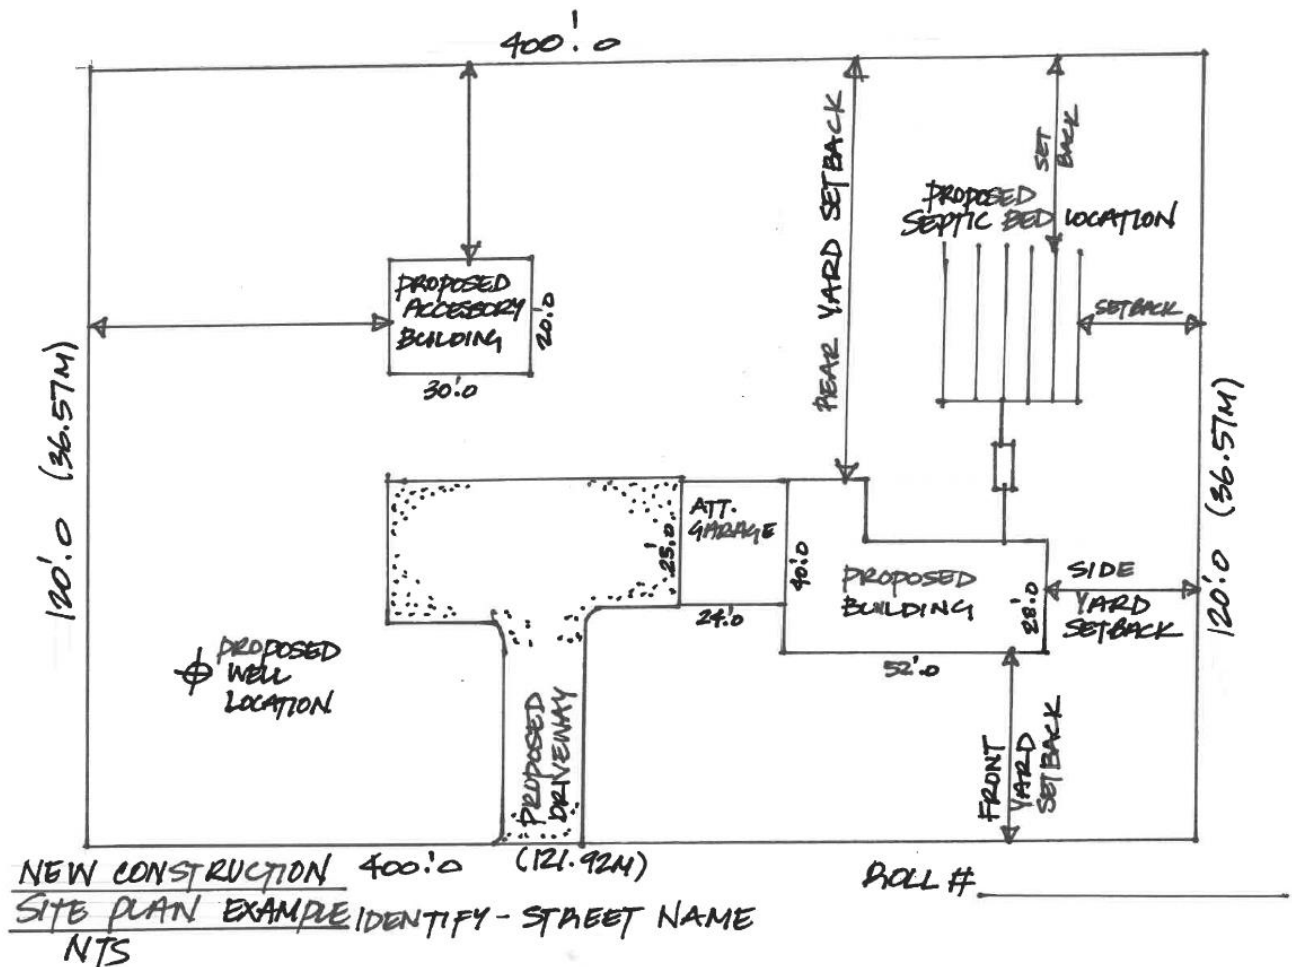 400'.0
REAR YARD SETBACK
SET
BACK
PROPOSED
SEPTIC BED LOCATION
PROPOSED
ACCESSORY
BUILDING
20'.0
30'.0
SETBACK
120'.0 (36.57M)
120'.0 (36.57M)
ATT.
GARAGE
25'.0
24'.0
40'.0
PROPOSED
BUILDING
28'.0
52'.0
SIDE
YARD
SETBACK
PROPOSED
WELL
LOCATION
PROPOSED
DRIVEWAY
FRONT
YARD
SETBACK
NEW CONSTRUCTION
400'.0 (121.92M)
ROLL #
SITE PLAN EXAMPLE
IDENTIFY - STREET NAME
NTS